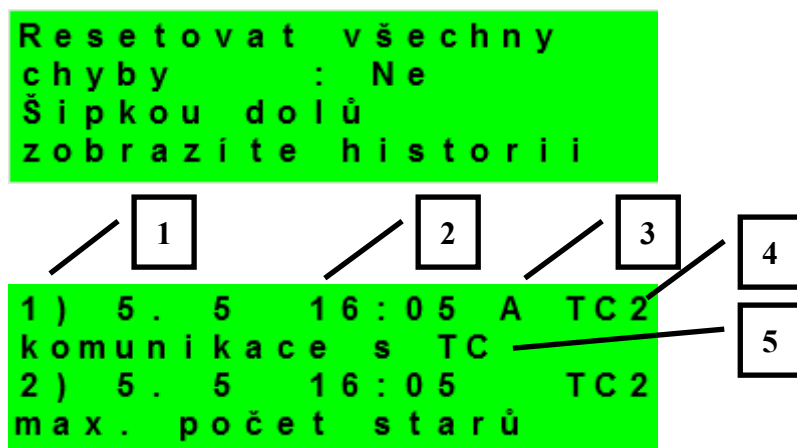 Resetovat všechny
chyby : Ne
Šipkou dolů
zobrazíte historii
1 2 3 4
1) 5. 5 16:05 A TC2
komunikace s TC 5
2) 5. 5 16:05 TC2
max. počet starů